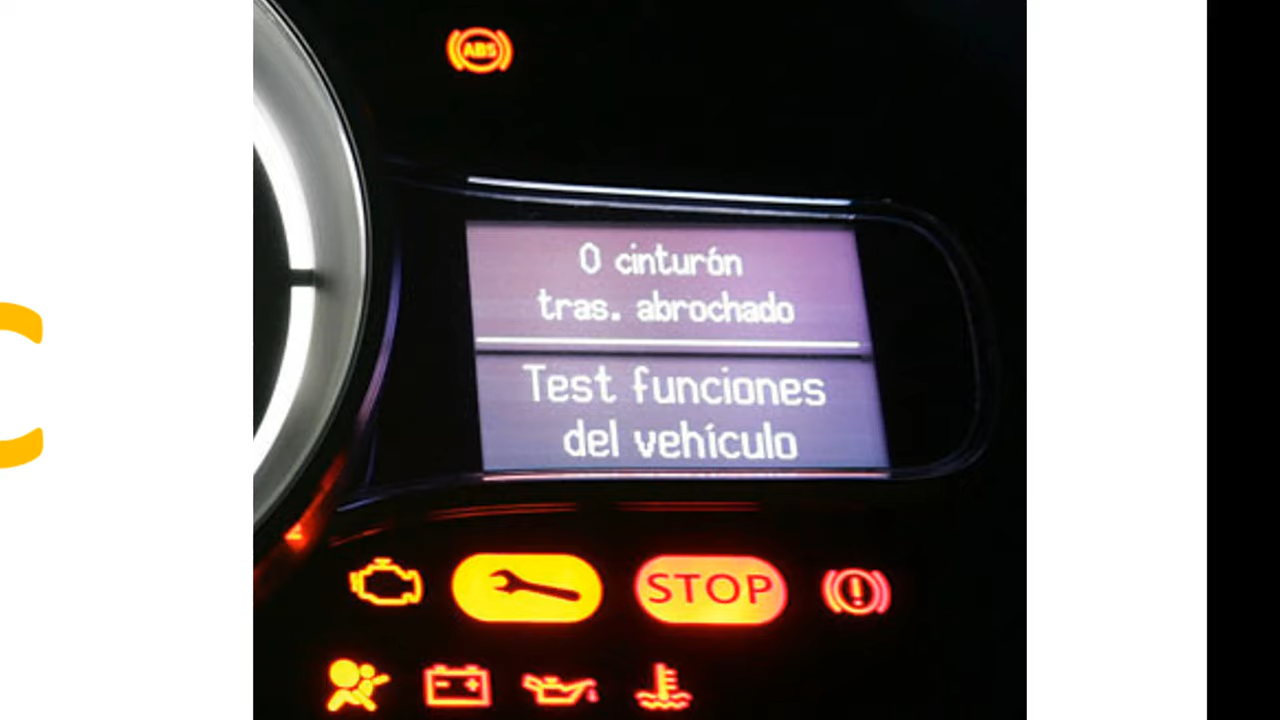 ABS
0 cinturón
tras. abrochado
Test funciones
del vehículo
STOP